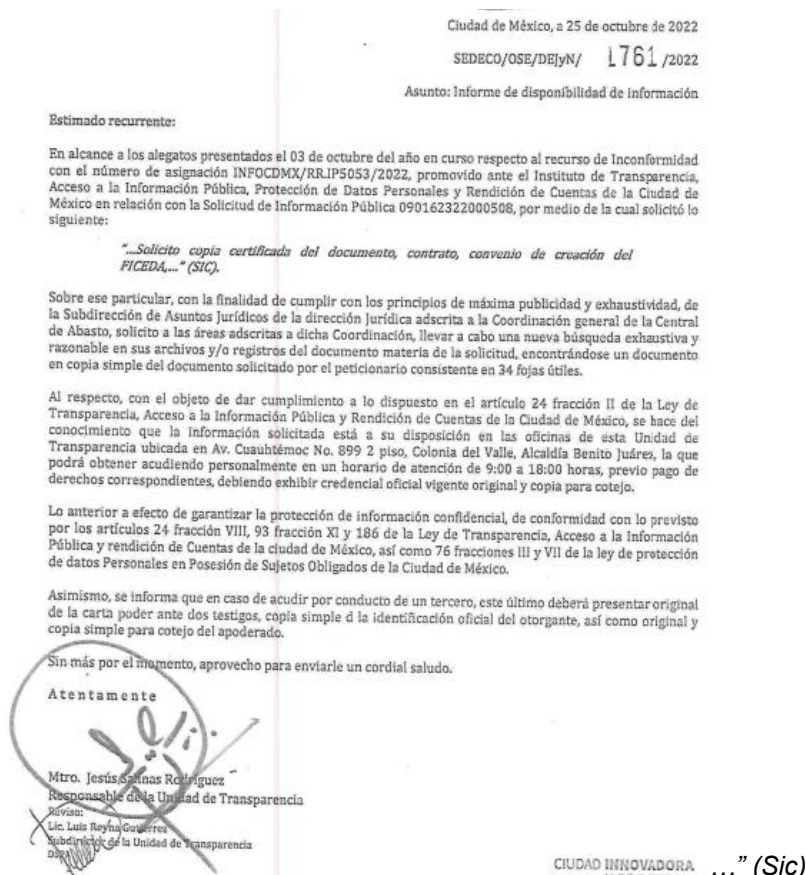 Ciudad de México, a 25 de octubre de 2022
SEDECO/OSE/DEJyN/ 1761 /2022
Asunto: Informe de disponibilidad de información
Estimado recurrente:
En alcance a los alegatos presentados el 03 de octubre del año en curso respecto al recurso de Inconformidad
con el número de asignación INFOCDMX/RR.IP5053/2022, promovido ante el Instituto de Transparencia,
Acceso a la Información Pública, Protección de Datos Personales y Rendición de Cuentas de la Ciudad de
México en relación con la Solicitud de Información Pública 090162322000508, por medio de la cual solicitó lo
siguiente:
"...Solicito copia certificada del documento, contrato, convenio de creación del
FICEDA,..." (SIC).
Sobre ese particular, con la finalidad de cumplir con los principios de máxima publicidad y exhaustividad, de
la Subdirección de Asuntos Jurídicos de la dirección Jurídica adscrita a la Coordinación general de la Central
de Abasto, solicito a las áreas adscritas a dicha Coordinación, llevar a cabo una nueva búsqueda exhaustiva y
razonable en sus archivos y/o registros del documento materia de la solicitud, encontrándose un documento
en copia simple del documento solicitado por el peticionario consistente en 34 fojas útiles.
Al respecto, con el objeto de dar cumplimiento a lo dispuesto en el artículo 24 fracción II de la Ley de
Transparencia, Acceso a la Información Pública y Rendición de Cuentas de la Ciudad de México, se hace del
conocimiento que la información solicitada está a su disposición en las oficinas de esta Unidad de
Transparencia ubicada en Av. Cuauhtémoc No. 899 2 piso, Colonia del Valle, Alcaldía Benito Juárez, la que
podrá obtener acudiendo personalmente en un horario de atención de 9:00 a 18:00 horas, previo pago de
derechos correspondientes, debiendo exhibir credencial oficial vigente original y copia para cotejo.
Lo anterior a efecto de garantizar la protección de información confidencial, de conformidad con lo previsto
por los artículos 24 fracción VIII, 93 fracción XI y 186 de la Ley de Transparencia, Acceso a la Información
Pública y rendición de Cuentas de la ciudad de México, así como 76 fracciones III y VII de la ley de protección
de datos Personales en Posesión de Sujetos Obligados de la Ciudad de México.
Asimismo, se informa que en caso de acudir por conducto de un tercero, este último deberá presentar original
de la carta poder ante dos testigos, copia simple d la identificación oficial del otorgante, así como original y
copia simple para cotejo del apoderado.
Sin más por el momento, aprovecho para enviarle un cordial saludo.
Atentamente
Mtro. Jesús Salinas Rodríguez
Responsable de la Unidad de Transparencia
Reviso:
Lic. Luis Reyna Gutiérrez
Subdirector de la Unidad de Transparencia
CIUDAD INNOVADORA
..." (Sic)